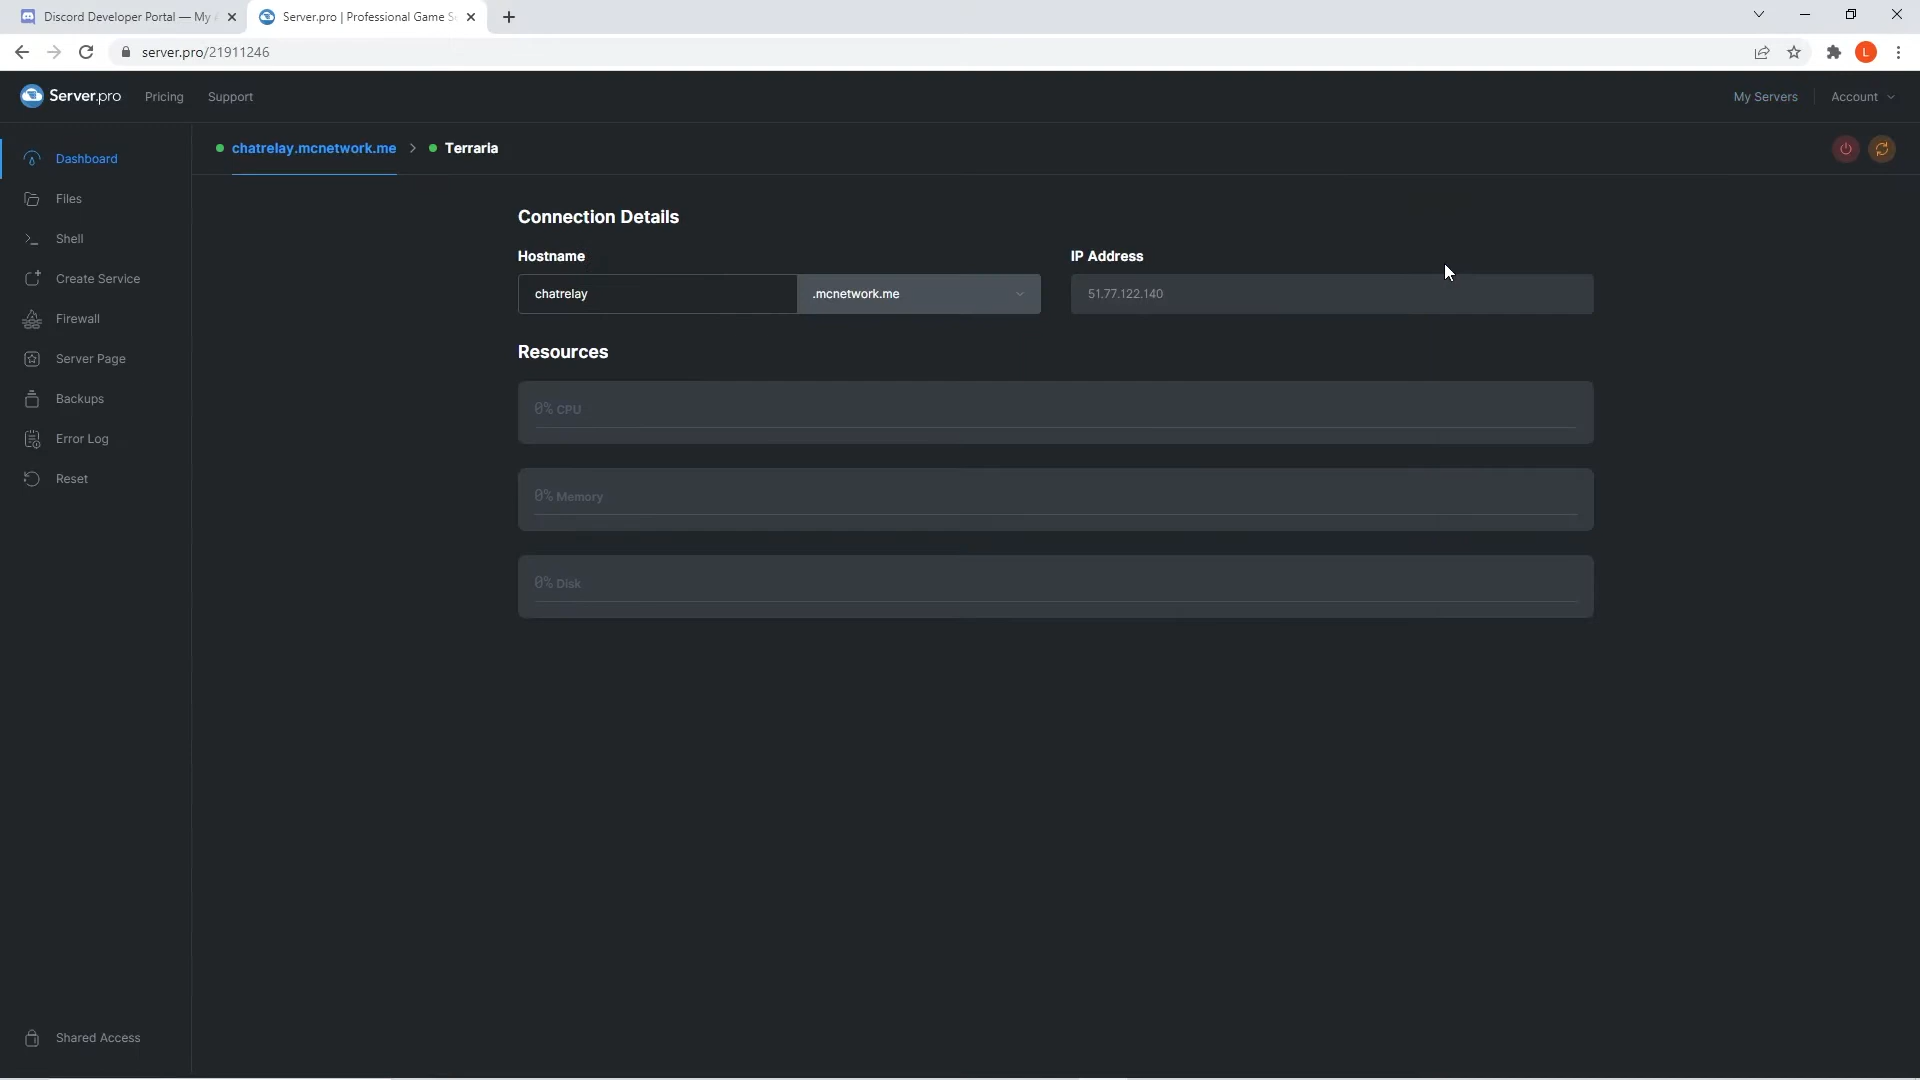 Discord Developer Portal — My
Server.pro | Professional Game S
server.pro/21911246
L
Server.pro
Pricing
Support
My Servers
Account
Dashboard
Files
Shell
Create Service
Firewall
Server Page
Backups
Error Log
Reset
Shared Access
chatrelay.mcnetwork.me > Terraria
Connection Details
Hostname
IP Address
chatrelay
.mcnetwork.me
51.77.122.140
Resources
0% CPU
0% Memory
0% Disk